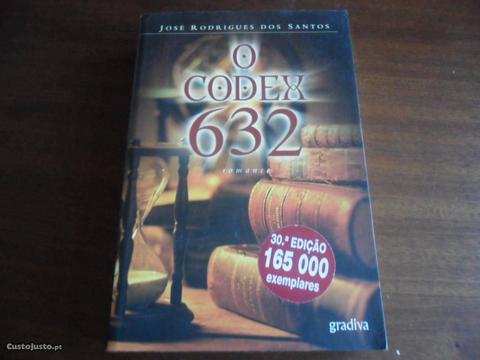 JOSÉ RODRIGUES DOS SANTOS
O
CODEX
632
romance
30.ª EDIÇÃO
165 000
exemplares
gradiva
CustoJusto.pt